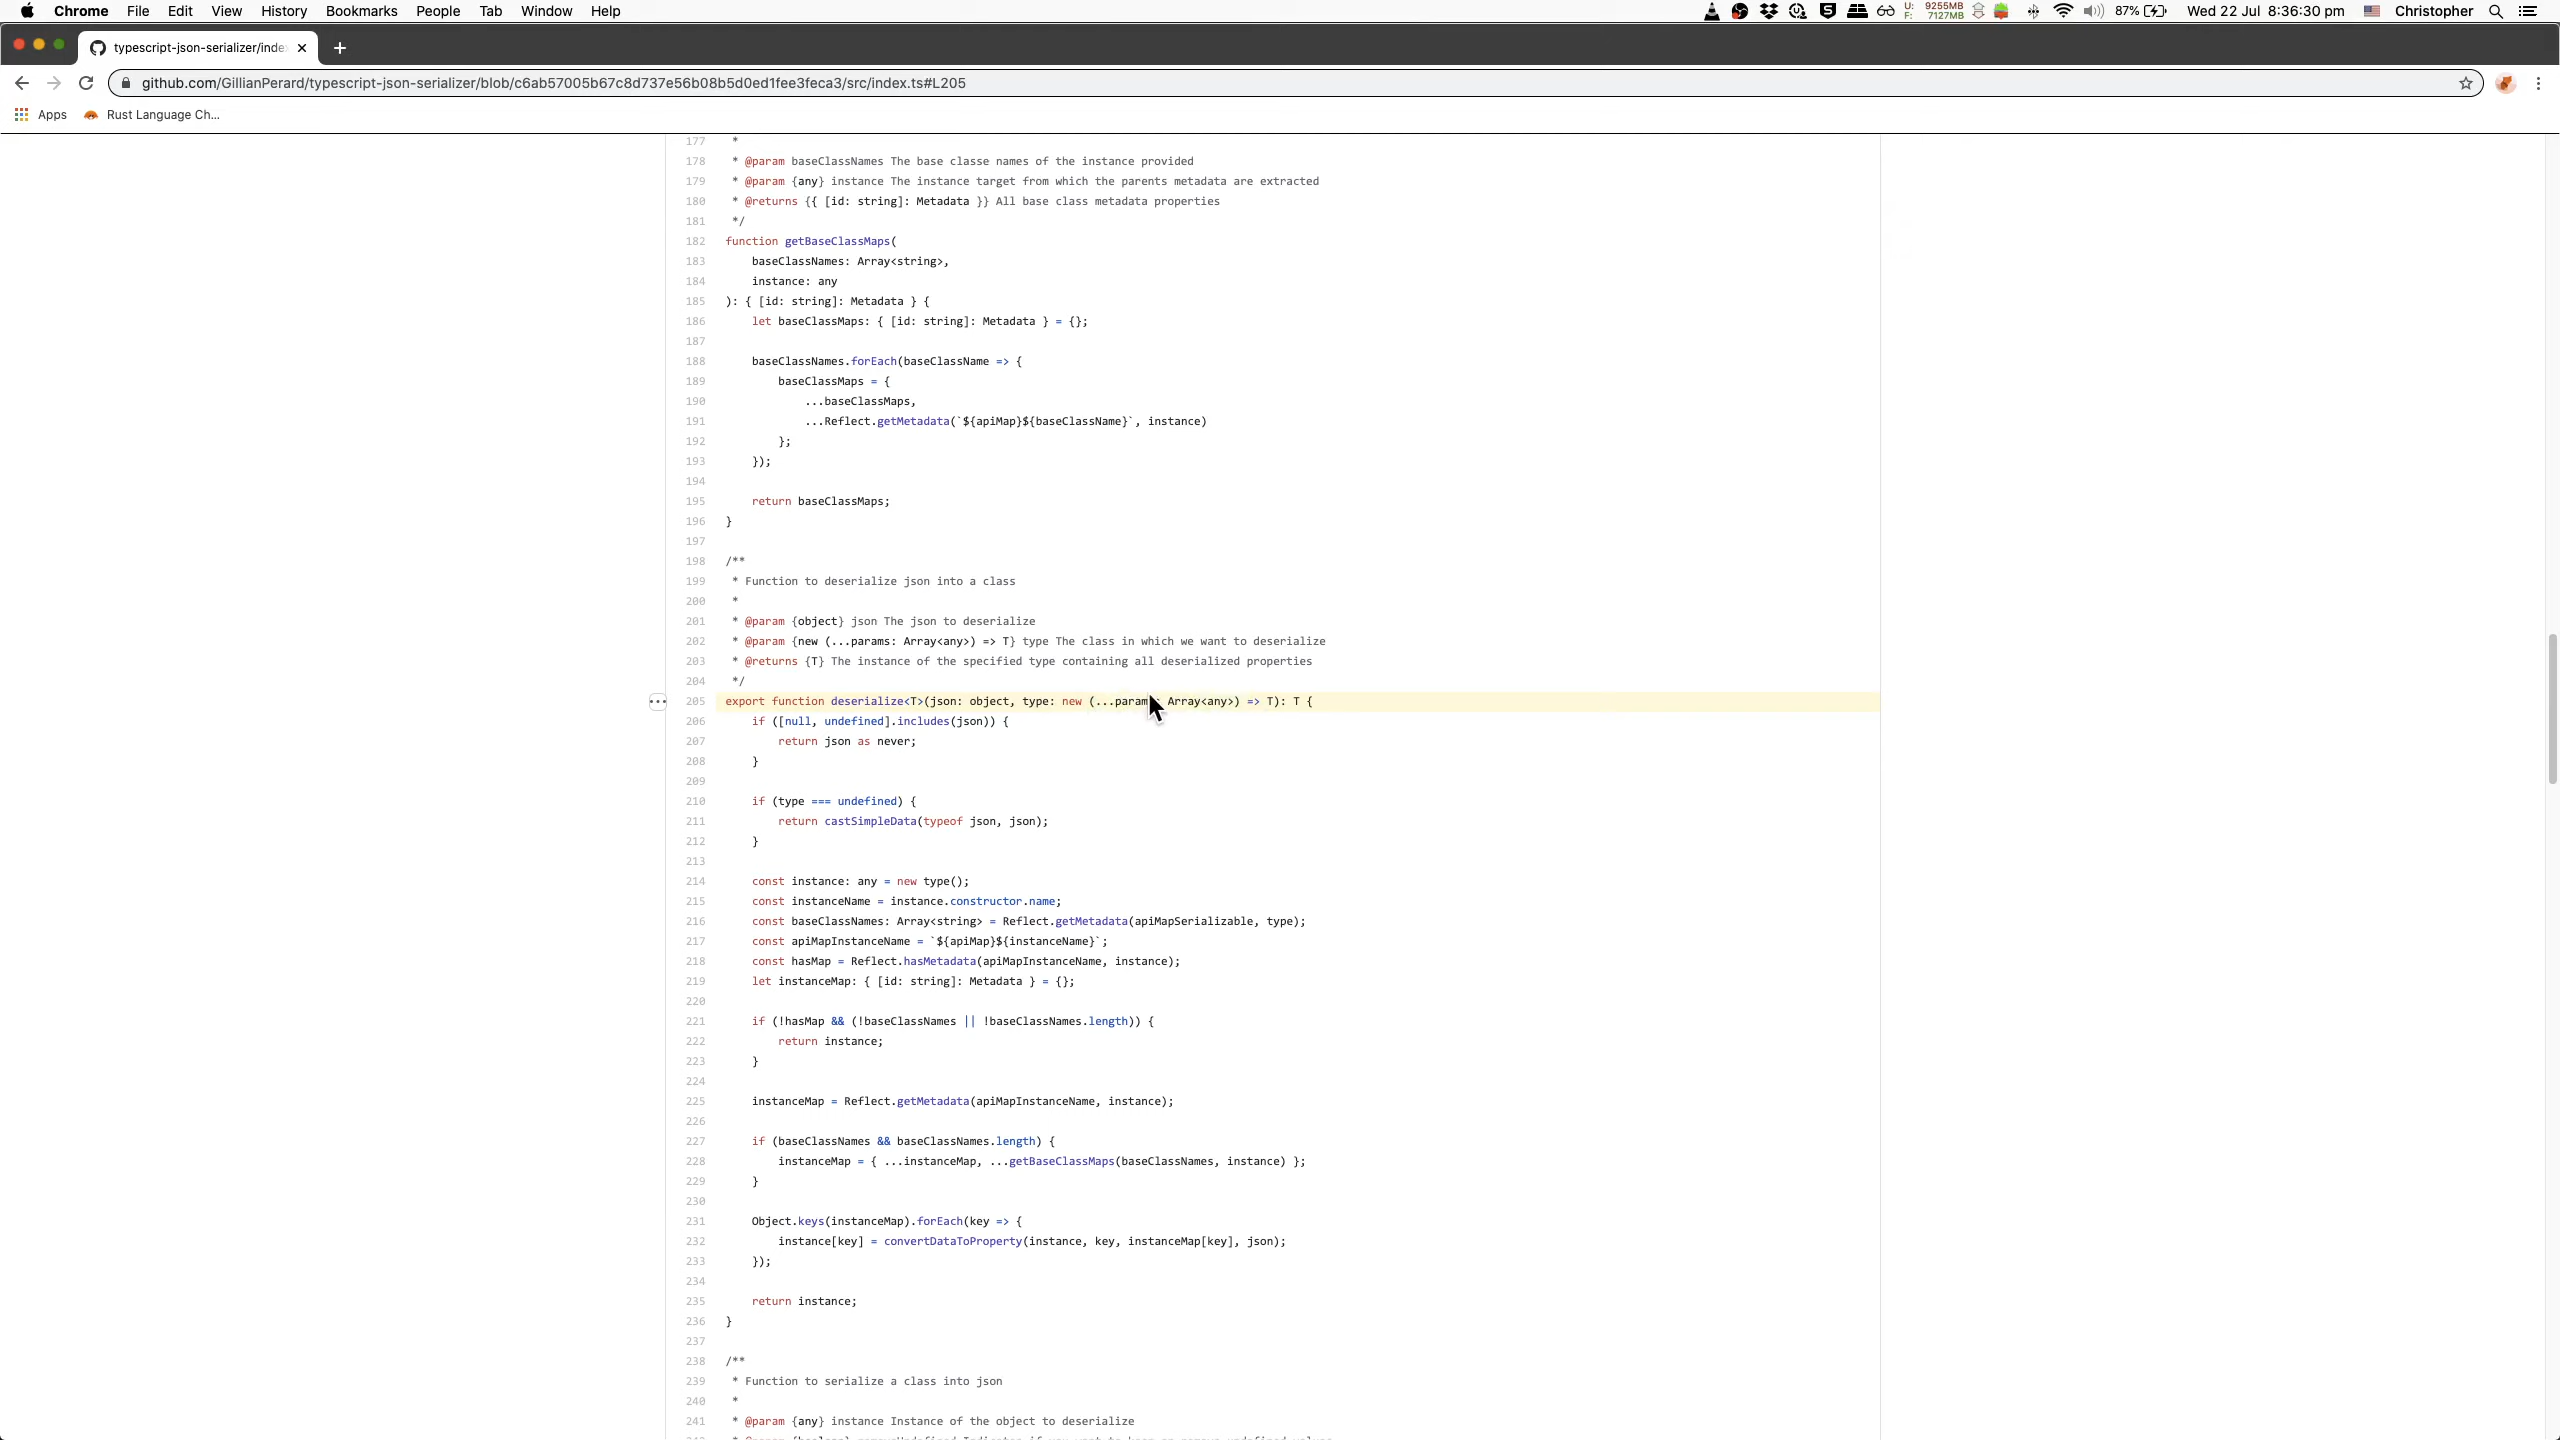 Chrome File Edit View History Bookmarks People Tab Window Help U: 9255MB F: 7127MB 87% Wed 22 Jul 8:36:30 pm Christopher
typescript-json-serializer/inde
github.com/GillianPerard/typescript-json-serializer/blob/c6ab57005b67c8d737e56b08b5d0ed1fee3feca3/src/index.ts#L205
Apps Rust Language Ch...
177 *
178 * @param baseClassNames The base classe names of the instance provided
179 * @param {any} instance The instance target from which the parents metadata are extracted
180 * @returns {{ [id: string]: Metadata }} All base class metadata properties
181 */
182 function getBaseClassMaps(
183 baseClassNames: Array<string>,
184 instance: any
185 ): { [id: string]: Metadata } {
186 let baseClassMaps: { [id: string]: Metadata } = {};
187
188 baseClassNames.forEach(baseClassName => {
189 baseClassMaps = {
190 ...baseClassMaps,
191 ...Reflect.getMetadata(`${apiMap}${baseClassName}`, instance)
192 };
193 });
194
195 return baseClassMaps;
196 }
197
198 /**
199 * Function to deserialize json into a class
200 *
201 * @param {object} json The json to deserialize
202 * @param {new (...params: Array<any>) => T} type The class in which we want to deserialize
203 * @returns {T} The instance of the specified type containing all deserialized properties
204 */
205 export function deserialize<T>(json: object, type: new (...param Array<any>) => T): T {
206 if ([null, undefined].includes(json)) {
207 return json as never;
208 }
209
210 if (type === undefined) {
211 return castSimpleData(typeof json, json);
212 }
213
214 const instance: any = new type();
215 const instanceName = instance.constructor.name;
216 const baseClassNames: Array<string> = Reflect.getMetadata(apiMapSerializable, type);
217 const apiMapInstanceName = `${apiMap}${instanceName}`;
218 const hasMap = Reflect.hasMetadata(apiMapInstanceName, instance);
219 let instanceMap: { [id: string]: Metadata } = {};
220
221 if (!hasMap && (!baseClassNames || !baseClassNames.length)) {
222 return instance;
223 }
224
225 instanceMap = Reflect.getMetadata(apiMapInstanceName, instance);
226
227 if (baseClassNames && baseClassNames.length) {
228 instanceMap = { ...instanceMap, ...getBaseClassMaps(baseClassNames, instance) };
229 }
230
231 Object.keys(instanceMap).forEach(key => {
232 instance[key] = convertDataToProperty(instance, key, instanceMap[key], json);
233 });
234
235 return instance;
236 }
237
238 /**
239 * Function to serialize a class into json
240 *
241 * @param {any} instance Instance of the object to deserialize